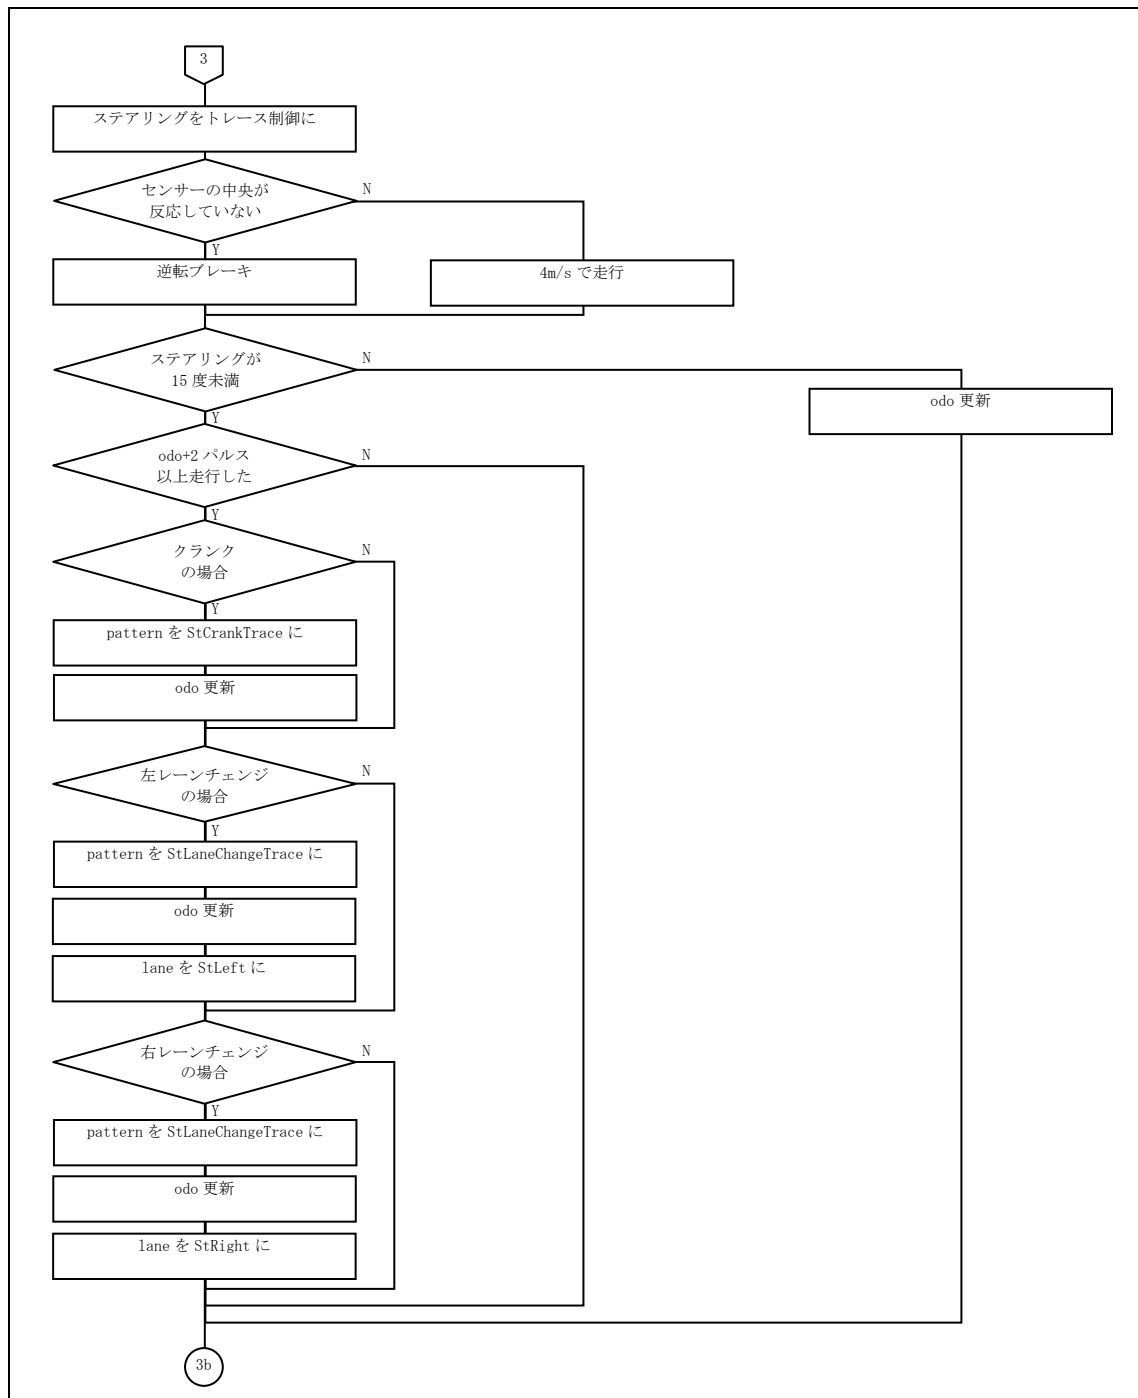 3
ステアリングをトレース制御に
センサーの中央が
反応していない
N
Y
逆転ブレーキ
4m/s で走行
ステアリングが
15 度未満
N
Y
odo 更新
odo+2 パルス
以上走行した
N
Y
クランク
の場合
N
Y
pattern を StCrankTrace に
odo 更新
左レーンチェンジ
の場合
N
Y
pattern を StLaneChangeTrace に
odo 更新
lane を StLeft に
右レーンチェンジ
の場合
N
Y
pattern を StLaneChangeTrace に
odo 更新
lane を StRight に
3b